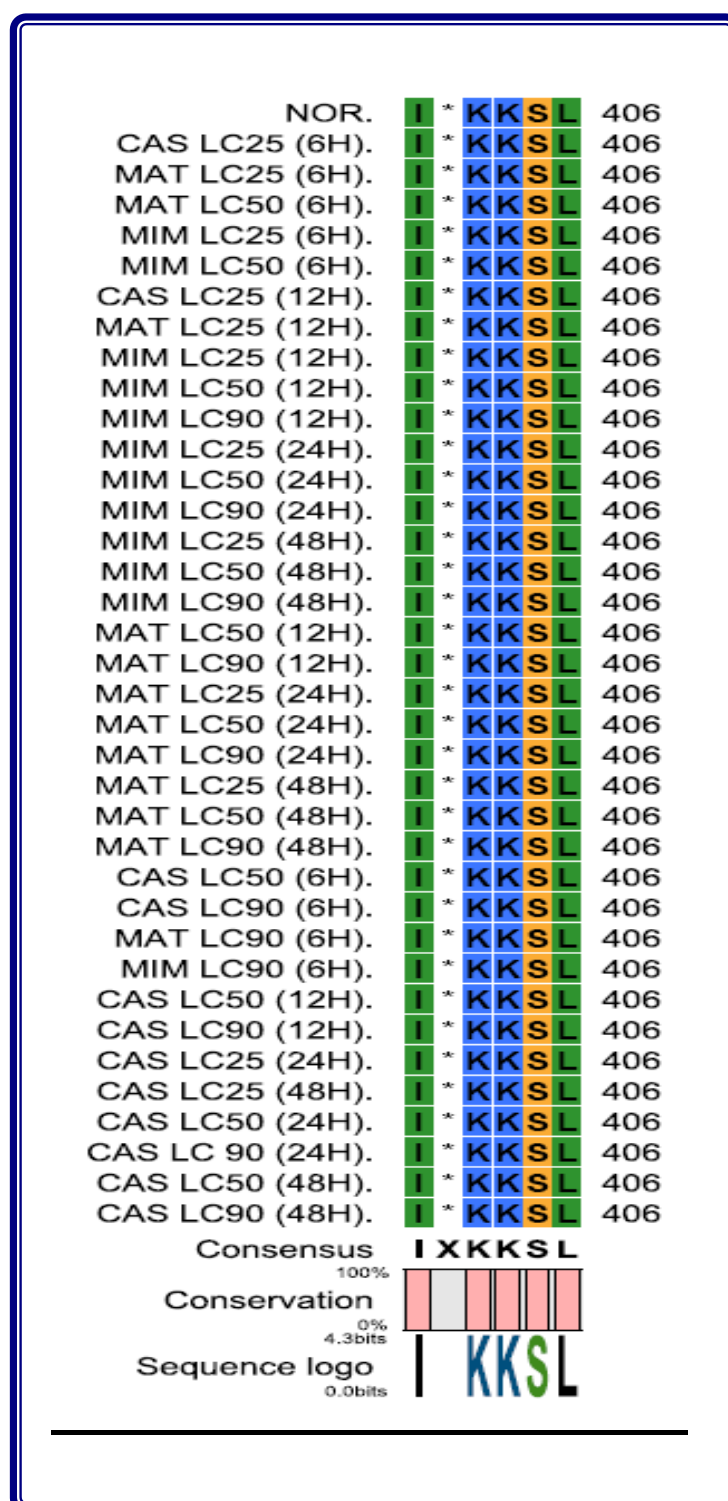 NOR. I * K K S L 406
CAS LC25 (6H). I * K K S L 406
MAT LC25 (6H). I * K K S L 406
MAT LC50 (6H). I * K K S L 406
MIM LC25 (6H). I * K K S L 406
MIM LC50 (6H). I * K K S L 406
CAS LC25 (12H). I * K K S L 406
MAT LC25 (12H). I * K K S L 406
MIM LC25 (12H). I * K K S L 406
MIM LC50 (12H). I * K K S L 406
MIM LC90 (12H). I * K K S L 406
MIM LC25 (24H). I * K K S L 406
MIM LC50 (24H). I * K K S L 406
MIM LC90 (24H). I * K K S L 406
MIM LC25 (48H). I * K K S L 406
MIM LC50 (48H). I * K K S L 406
MIM LC90 (48H). I * K K S L 406
MAT LC50 (12H). I * K K S L 406
MAT LC90 (12H). I * K K S L 406
MAT LC25 (24H). I * K K S L 406
MAT LC50 (24H). I * K K S L 406
MAT LC90 (24H). I * K K S L 406
MAT LC25 (48H). I * K K S L 406
MAT LC50 (48H). I * K K S L 406
MAT LC90 (48H). I * K K S L 406
CAS LC50 (6H). I * K K S L 406
CAS LC90 (6H). I * K K S L 406
MAT LC90 (6H). I * K K S L 406
MIM LC90 (6H). I * K K S L 406
CAS LC50 (12H). I * K K S L 406
CAS LC90 (12H). I * K K S L 406
CAS LC25 (24H). I * K K S L 406
CAS LC25 (48H). I * K K S L 406
CAS LC50 (24H). I * K K S L 406
CAS LC 90 (24H). I * K K S L 406
CAS LC50 (48H). I * K K S L 406
CAS LC90 (48H). I * K K S L 406
Consensus I X K K S L
100%
Conservation
0%
4.3bits
Sequence logo I K K S L
0.0bits